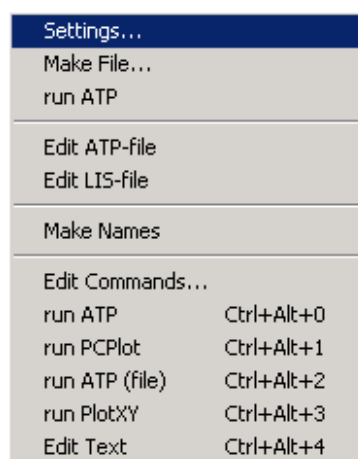 Settings...
Make File...
run ATP
Edit ATP-file
Edit LIS-file
Make Names
Edit Commands...
run ATP Ctrl+Alt+0
run PCPlot Ctrl+Alt+1
run ATP (file) Ctrl+Alt+2
run PlotXY Ctrl+Alt+3
Edit Text Ctrl+Alt+4